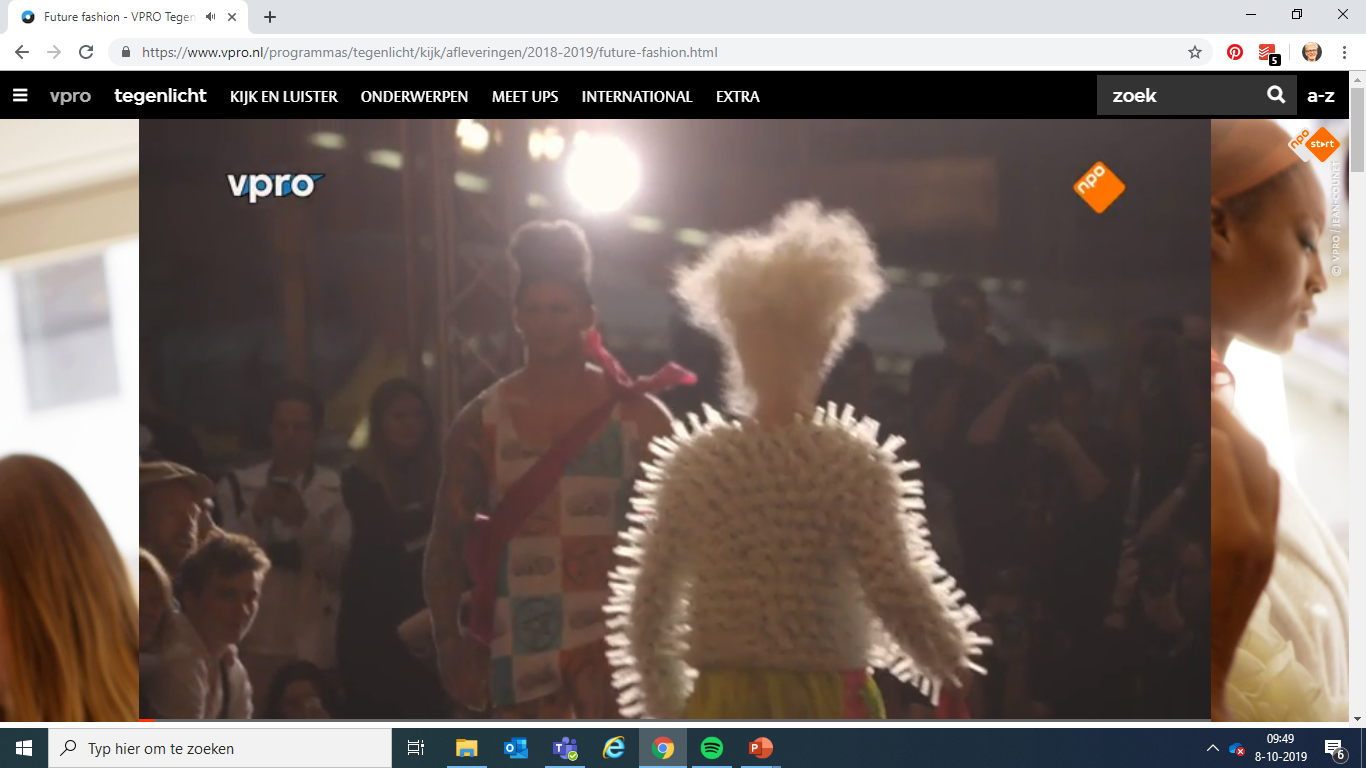 Future fashion - VPRO Tegen
https://www.vpro.nl/programmas/tegenlicht/kijk/afleveringen/2018-2019/future-fashion.html
5
vpro tegenlicht KIJK EN LUISTER ONDERWERPEN MEET UPS INTERNATIONAL EXTRA zoek a-z
npo start
vpro
npo
© VPRO / JEAN COUNET
Typ hier om te zoeken
09:49
8-10-2019
6